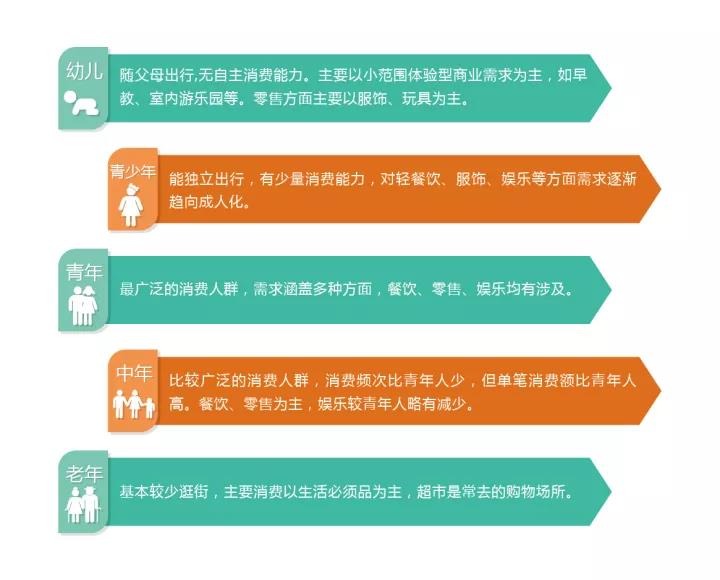 幼儿
随父母出行,无自主消费能力。主要以小范围体验型商业需求为主，如早
教、室内游乐园等。零售方面主要以服饰、玩具为主。
青少年
能独立出行，有少量消费能力，对轻餐饮、服饰、娱乐等方面需求逐渐
趋向成人化。
青年
最广泛的消费人群，需求涵盖多种方面，餐饮、零售、娱乐均有涉及。
中年
比较广泛的消费人群，消费频次比青年人少，但单笔消费额比青年人
高。餐饮、零售为主，娱乐较青年人略有减少。
老年
基本较少逛街，主要消费以生活必须品为主，超市是常去的购物场所。